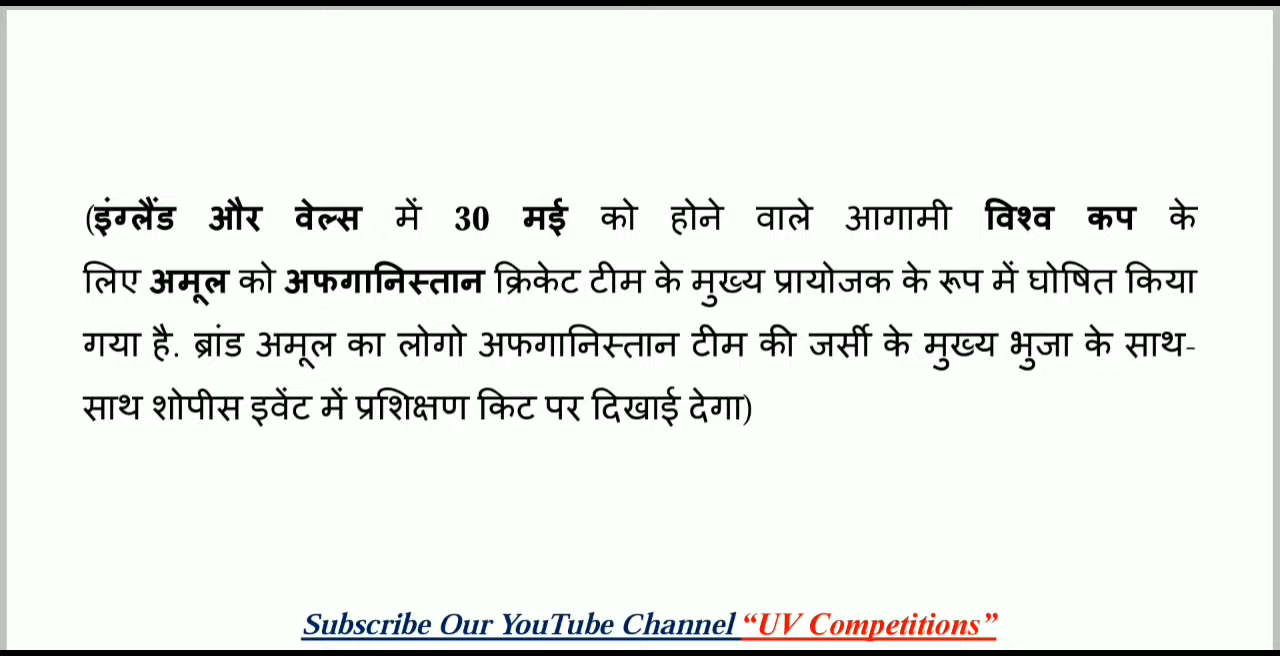 (इंग्लैंड और वेल्स में 30 मई को होने वाले आगामी विश्व कप के
लिए अमूल को अफगानिस्तान क्रिकेट टीम के मुख्य प्रायोजक के रूप में घोषित किया
गया है. ब्रांड अमूल का लोगो अफगानिस्तान टीम की जर्सी के मुख्य भुजा के साथ-
साथ शोपीस इवेंट में प्रशिक्षण किट पर दिखाई देगा)
Subscribe Our YouTube Channel “UV Competitions”